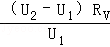 (U₂ − U₁) Rᵥ
U₁